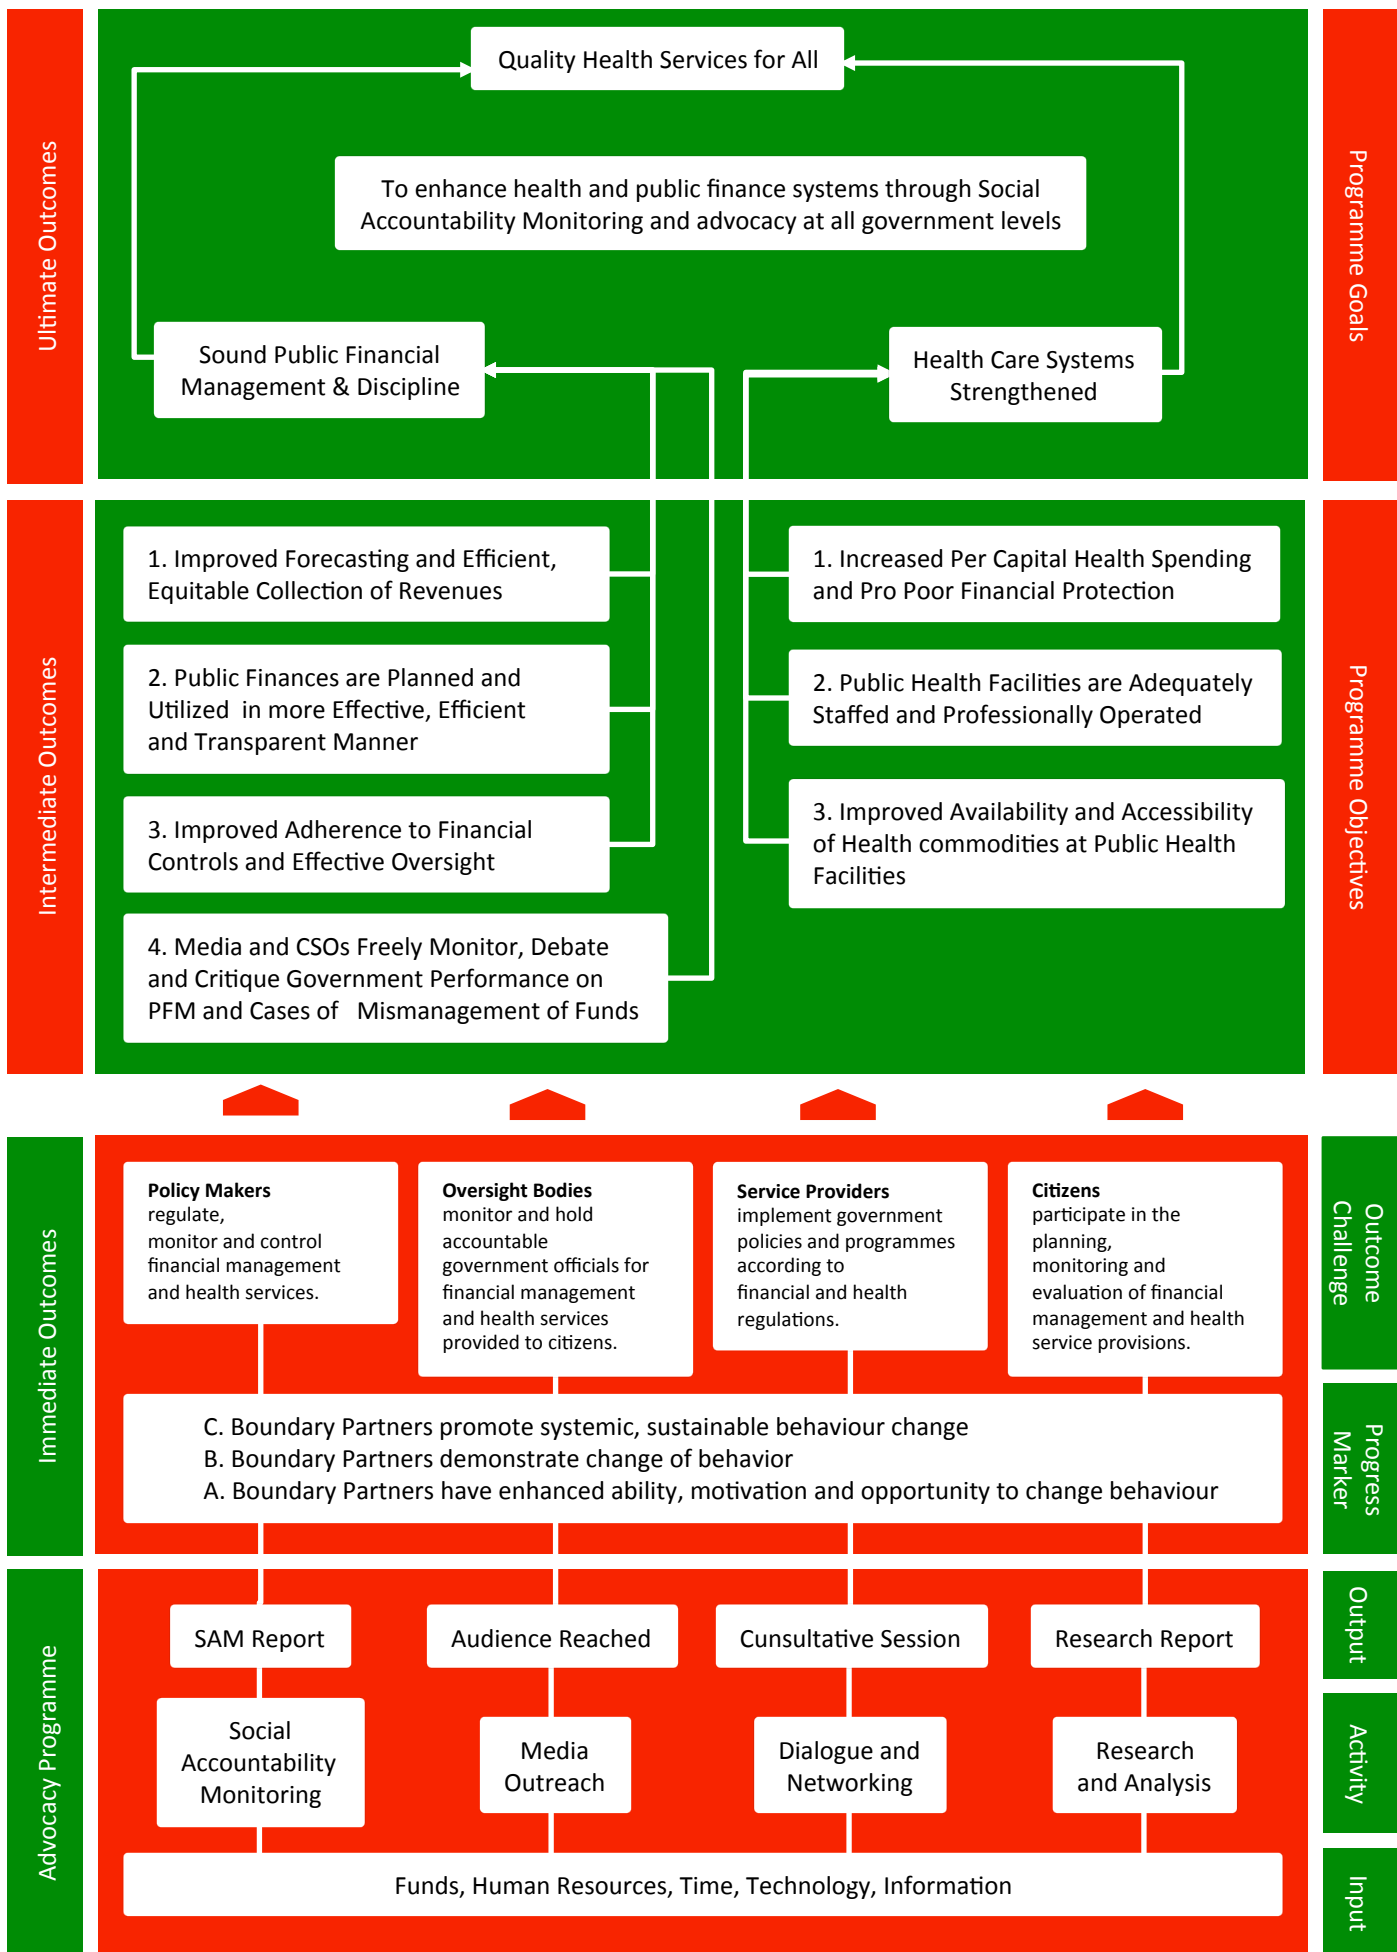 Ultimate Outcomes
Quality Health Services for All
To enhance health and public finance systems through Social
Accountability Monitoring and advocacy at all government levels
Sound Public Financial
Management & Discipline
Health Care Systems
Strengthened
Programme Goals
Intermediate Outcomes
1. Improved Forecasting and Efficient,
Equitable Collection of Revenues
2. Public Finances are Planned and
Utilized in more Effective, Efficient
and Transparent Manner
3. Improved Adherence to Financial
Controls and Effective Oversight
4. Media and CSOs Freely Monitor, Debate
and Critique Government Performance on
PFM and Cases of Mismanagement of Funds
1. Increased Per Capital Health Spending
and Pro Poor Financial Protection
2. Public Health Facilities are Adequately
Staffed and Professionally Operated
3. Improved Availability and Accessibility
of Health commodities at Public Health
Facilities
Programme Objectives
Immediate Outcomes
Policy Makers
regulate,
monitor and control
financial management
and health services.
Oversight Bodies
monitor and hold
accountable
government officials for
financial management
and health services
provided to citizens.
Service Providers
implement government
policies and programmes
according to
financial and health
regulations.
Citizens
participate in the
planning,
monitoring and
evaluation of financial
management and health
service provisions.
Outcome
Challenge
C. Boundary Partners promote systemic, sustainable behaviour change
B. Boundary Partners demonstrate change of behavior
A. Boundary Partners have enhanced ability, motivation and opportunity to change behaviour
Progress
Marker
Advocacy Programme
SAM Report
Audience Reached
Cunsultative Session
Research Report
Output
Social
Accountability
Monitoring
Media
Outreach
Dialogue and
Networking
Research
and Analysis
Activity
Funds, Human Resources, Time, Technology, Information
Input